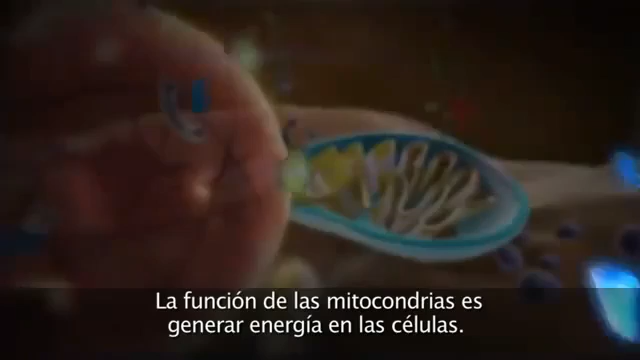 La función de las mitocondrias es
generar energía en las células.